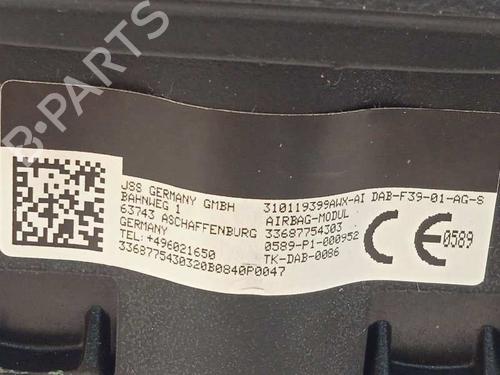 B-PARTS
JSS GERMANY GMBH
BAHNWEG 1
63743 ASCHAFFENBURG
GERMANY
TEL: +496021650
3368775430320B0840P0047
310119399AWX-AI DAB-F39-01-AG-S
AIRBAG-MODUL
33687754303
0589-P1-000952
TK-DAB-0086
CE 0589